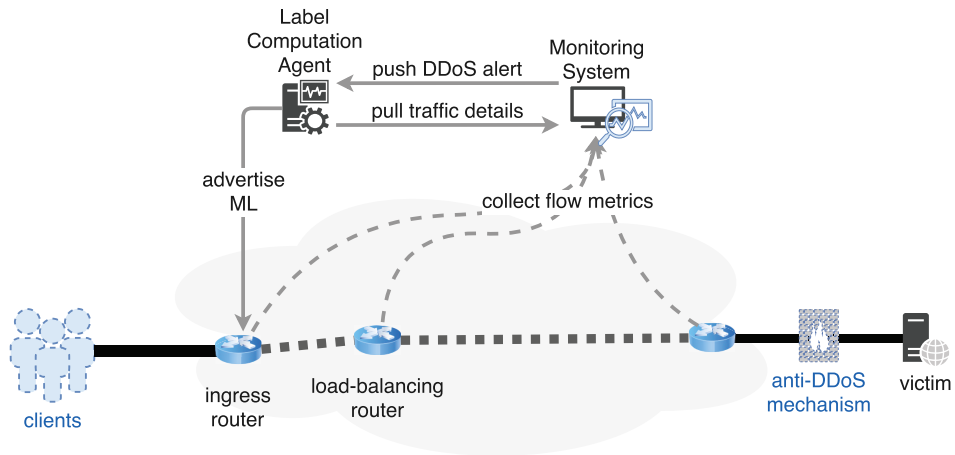 Label
Computation
Agent
Monitoring
System
push DDoS alert
pull traffic details
advertise
ML
collect flow metrics
clients
ingress
router
load-balancing
router
anti-DDoS
mechanism
victim